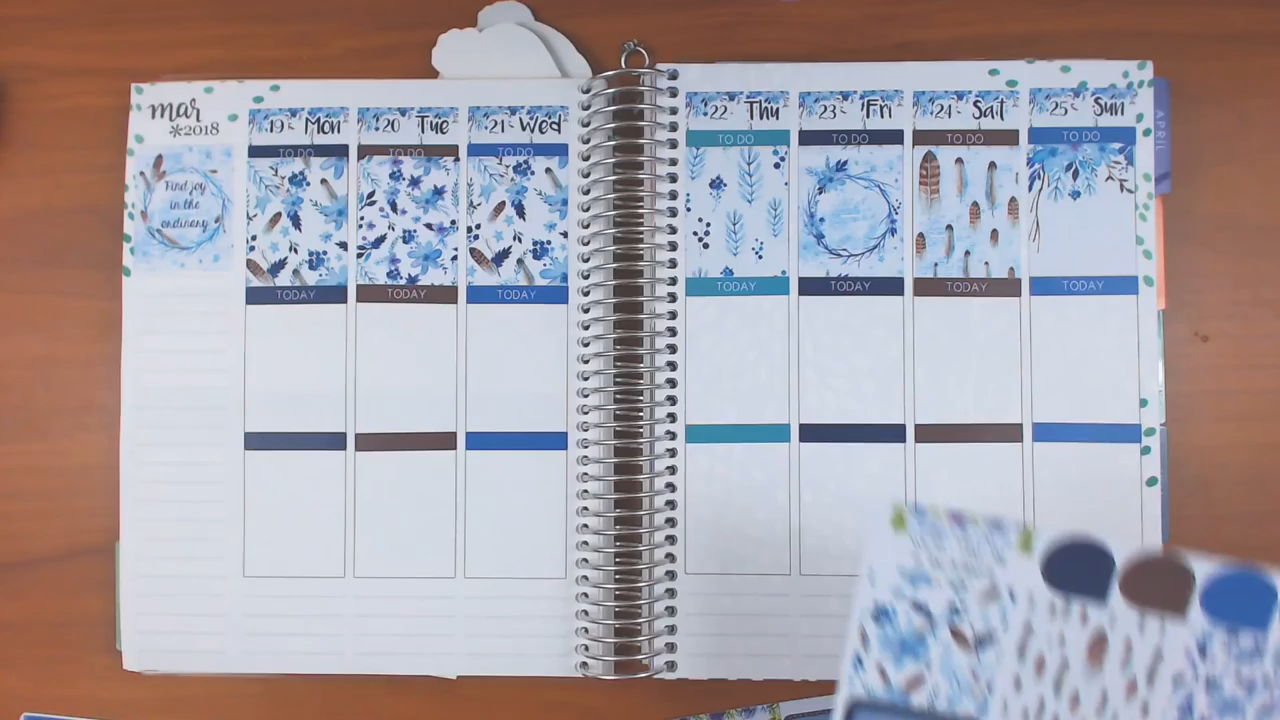 mar
*2018
Find joy
in the
ordinary
19 Mon
20 Tue
21 Wed
22 Thu
23 Fri
24 Sat
25 Sun
TO DO
TO DO
TO DO
TO DO
TO DO
TO DO
TO DO
TODAY
TODAY
TODAY
TODAY
TODAY
TODAY
TODAY
APRIL